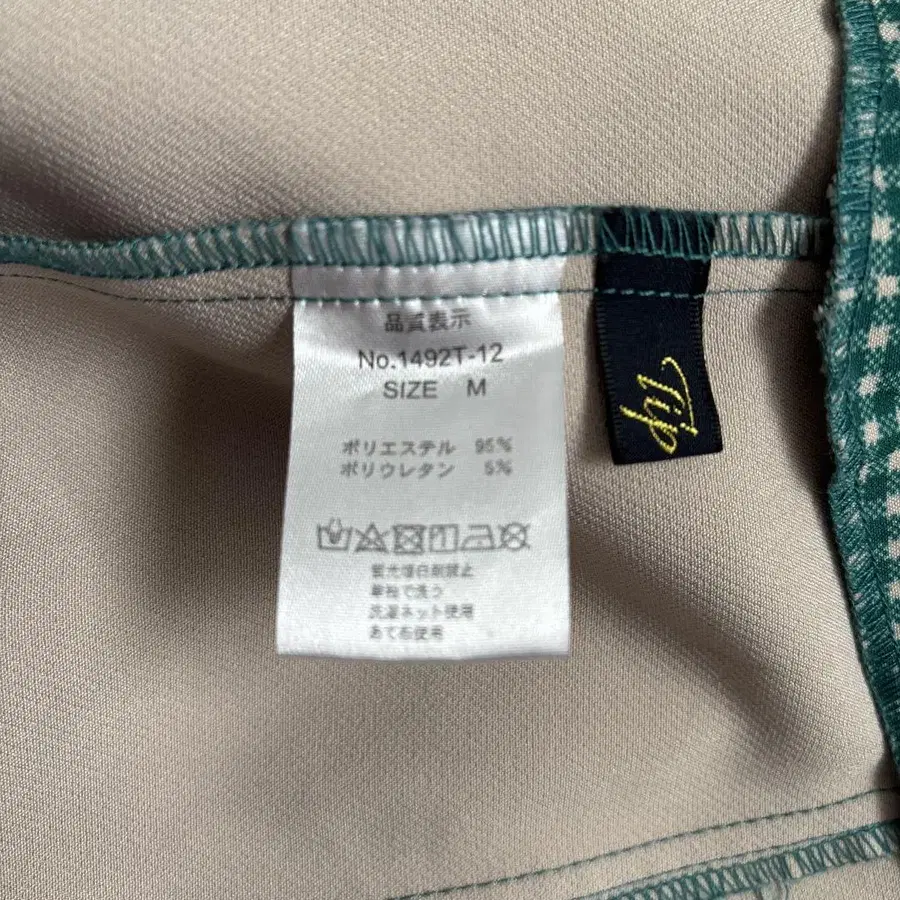 品質表示
No.1492T-12
SIZE M
ポリエステル 95%
ポリウレタン 5%
蛍光増白剤禁止
単独で洗う
洗濯ネット使用
あて布使用
Tip